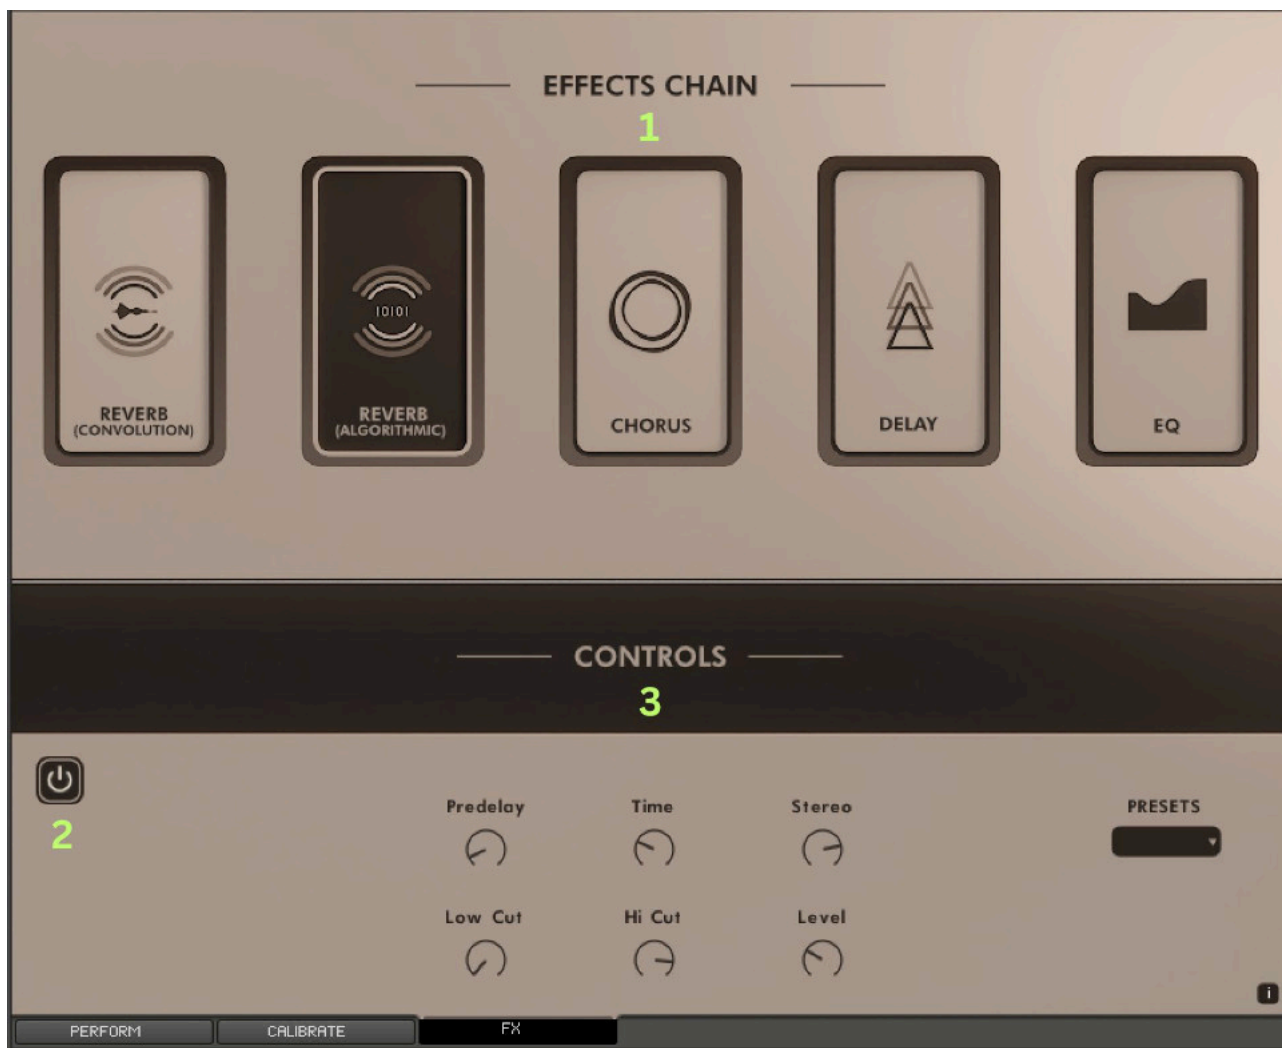 EFFECTS CHAIN
1
REVERB
(CONVOLUTION)
10101
REVERB
(ALGORITHMIC)
CHORUS
DELAY
EQ
CONTROLS
3
2
Predelay Time Stereo
PRESETS
Low Cut Hi Cut Level
i
PERFORM CALIBRATE FX